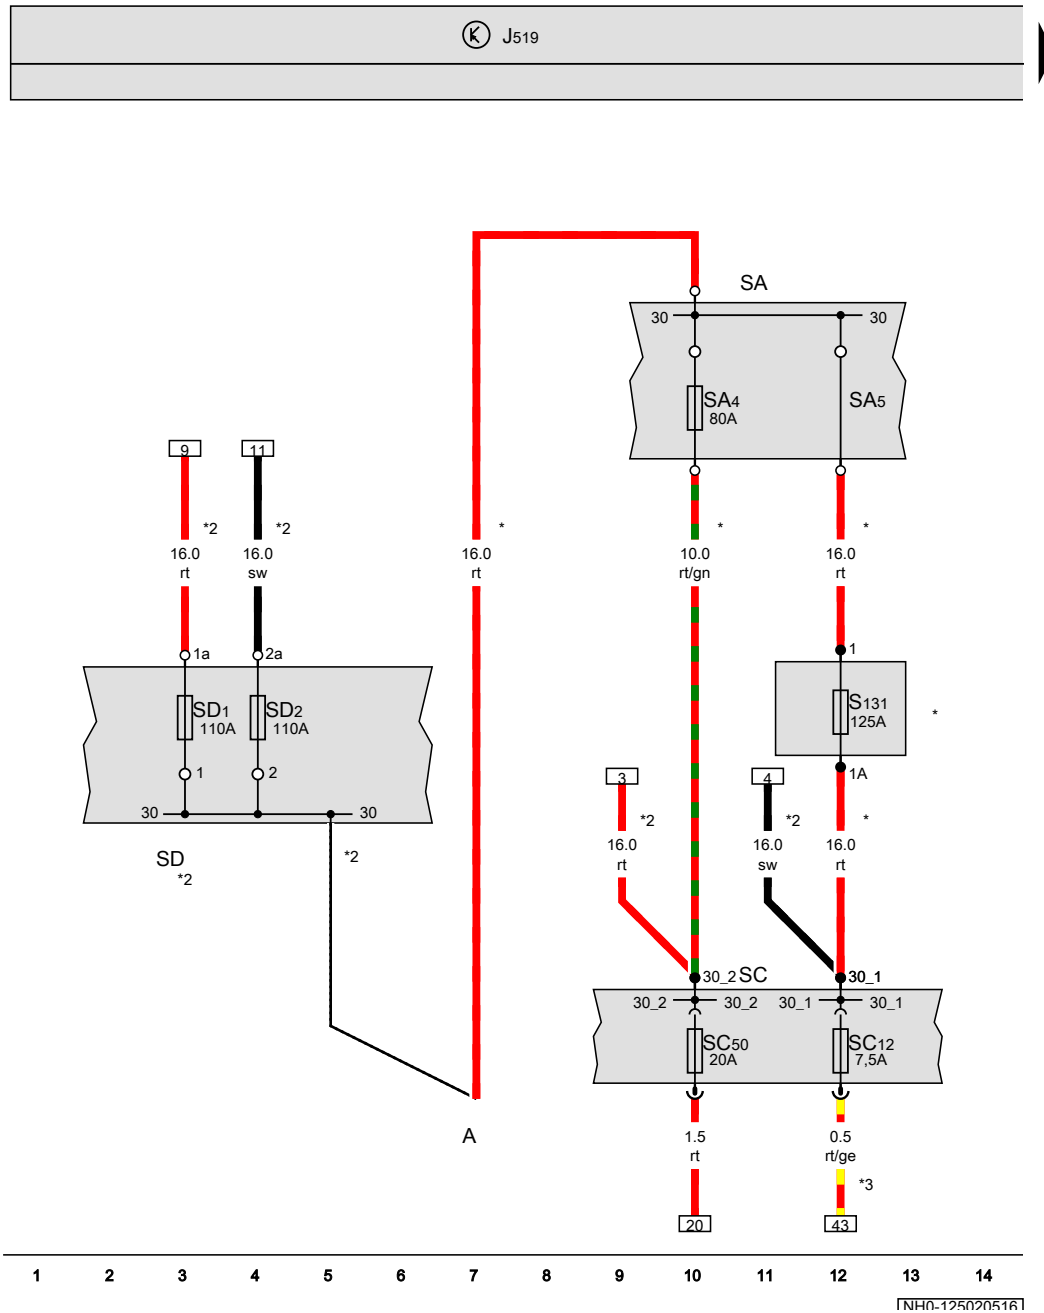 J519
SA
30
30
SA4
80A
SA5
9
11
*2
*2
*
*
*
16.0
rt
16.0
sw
16.0
rt
10.0
rt/gn
16.0
rt
1a
2a
1
SD1
110A
SD2
110A
S131
125A
*
1
2
1A
3
4
30
30
*2
*2
*
16.0
rt
16.0
sw
16.0
rt
SD
*2
*2
30_2
SC
30_1
30_2
30_2
30_1
30_1
SC50
20A
SC12
7,5A
A
1.5
rt
0.5
rt/ge
*3
20
43
1 2 3 4 5 6 7 8 9 10 11 12 13 14
NH0-125020516